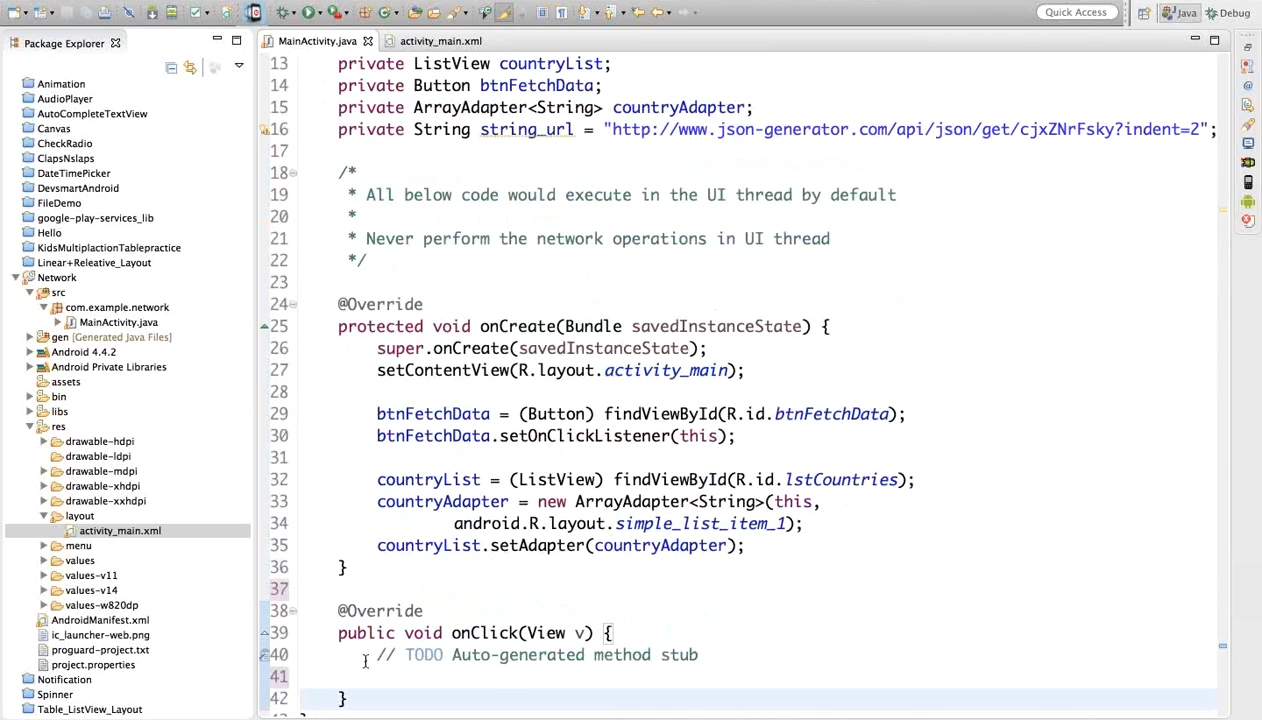 Quick Access
Java
Debug
Package Explorer
Animation
AudioPlayer
AutoCompleteTextView
Canvas
CheckRadio
ClapsNslaps
DateTimePicker
DevsmartAndroid
FileDemo
google-play-services_lib
Hello
KidsMultiplactionTablepractice
Linear+Releative_Layout
Network
src
com.example.network
MainActivity.java
gen [Generated Java Files]
Android 4.4.2
Android Private Libraries
assets
bin
libs
res
drawable-hdpi
drawable-ldpi
drawable-mdpi
drawable-xhdpi
drawable-xxhdpi
layout
activity_main.xml
menu
values
values-v11
values-v14
values-w820dp
AndroidManifest.xml
ic_launcher-web.png
proguard-project.txt
project.properties
Notification
Spinner
Table_ListView_Layout
MainActivity.java
activity_main.xml
13 private ListView countryList;
14 private Button btnFetchData;
15 private ArrayAdapter<String> countryAdapter;
16 private String string_url = "http://www.json-generator.com/api/json/get/cjxZNrFsky?indent=2";
17
18 /*
19 * All below code would execute in the UI thread by default
20 *
21 * Never perform the network operations in UI thread
22 */
23
24 @Override
25 protected void onCreate(Bundle savedInstanceState) {
26 super.onCreate(savedInstanceState);
27 setContentView(R.layout.activity_main);
28
29 btnFetchData = (Button) findViewById(R.id.btnFetchData);
30 btnFetchData.setOnClickListener(this);
31
32 countryList = (ListView) findViewById(R.id.lstCountries);
33 countryAdapter = new ArrayAdapter<String>(this,
34 android.R.layout.simple_list_item_1);
35 countryList.setAdapter(countryAdapter);
36 }
37
38 @Override
39 public void onClick(View v) {
40 // TODO Auto-generated method stub
41
42 }